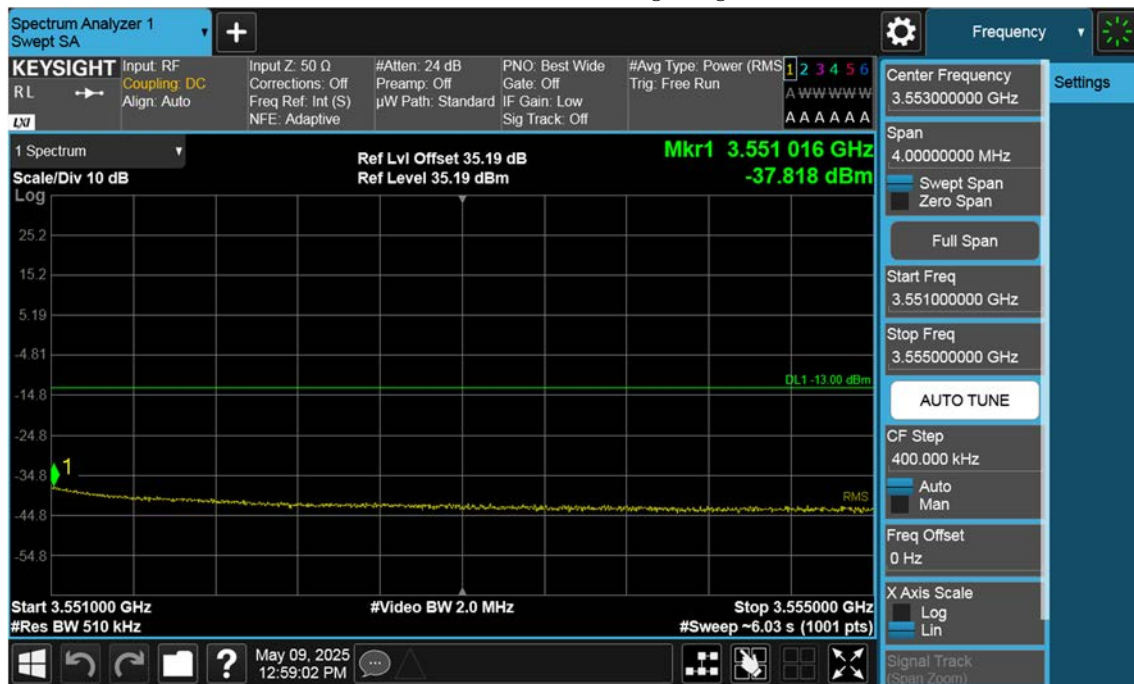 Spectrum Analyzer 1
Swept SA
Frequency
KEYSIGHT
RL
LXI
Input: RF
Coupling: DC
Align: Auto
Input Z: 50 Ω
Corrections: Off
Freq Ref: Int (S)
NFE: Adaptive
#Atten: 24 dB
Preamp: Off
µW Path: Standard
PNO: Best Wide
Gate: Off
IF Gain: Low
Sig Track: Off
#Avg Type: Power (RMS
Trig: Free Run
1 2 3 4 5 6
A W W W W W
A A A A A A
1 Spectrum
Scale/Div 10 dB
Ref Lvl Offset 35.19 dB
Ref Level 35.19 dBm
Mkr1 3.551 016 GHz
-37.818 dBm
Log
25.2
15.2
5.19
-4.81
DL1 -13.00 dBm
-14.8
-24.8
1
-34.8
RMS
-44.8
-54.8
Start 3.551000 GHz
#Res BW 510 kHz
#Video BW 2.0 MHz
Stop 3.555000 GHz
#Sweep ~6.03 s (1001 pts)
Center Frequency
3.553000000 GHz
Span
4.00000000 MHz
Swept Span
Zero Span
Full Span
Start Freq
3.551000000 GHz
Stop Freq
3.555000000 GHz
AUTO TUNE
CF Step
400.000 kHz
Auto
Man
Freq Offset
0 Hz
X Axis Scale
Log
Lin
Signal Track
(Span Zoom)
Settings
?
May 09, 2025
12:59:02 PM